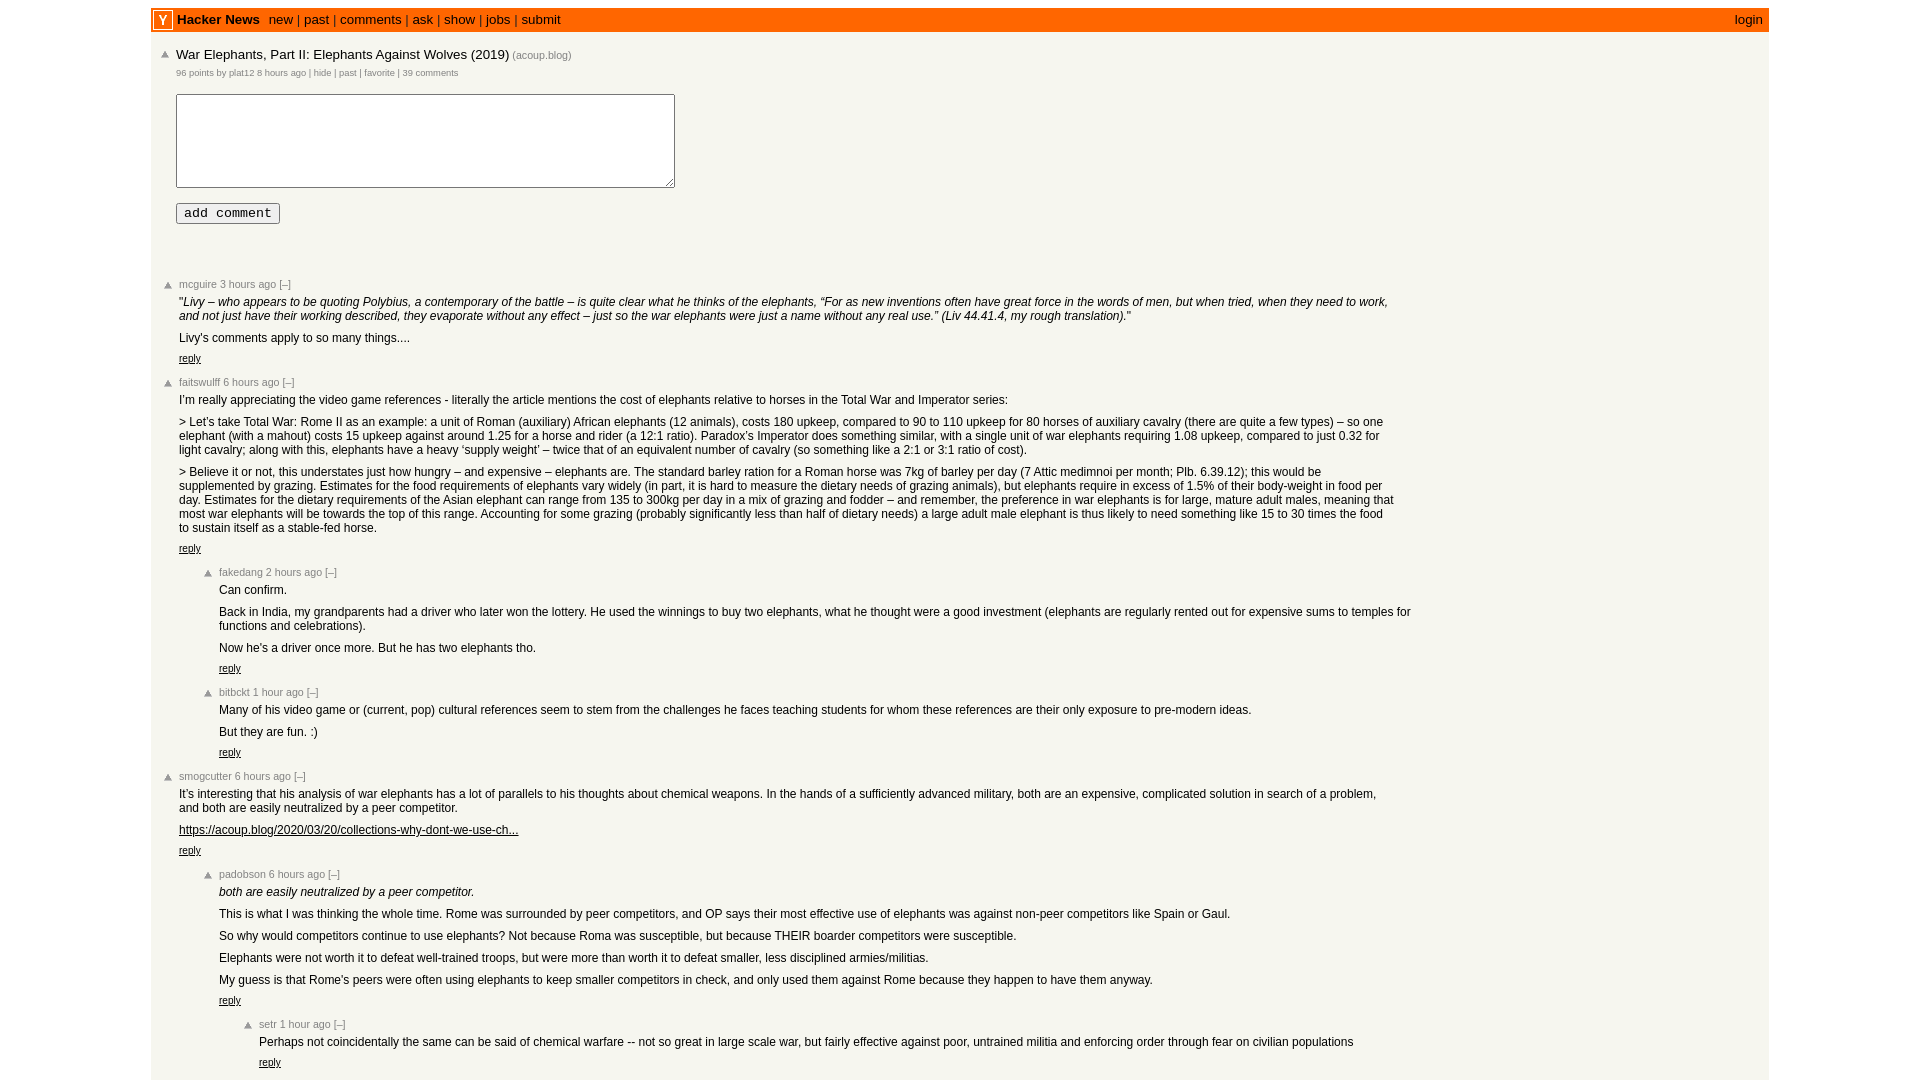 Y Hacker News new | past | comments | ask | show | jobs | submit login
War Elephants, Part II: Elephants Against Wolves (2019) (acoup.blog)
96 points by plat12 8 hours ago | hide | past | favorite | 39 comments
add comment
mcguire 3 hours ago [–]
"Livy – who appears to be quoting Polybius, a contemporary of the battle – is quite clear what he thinks of the elephants, “For as new inventions often have great force in the words of men, but when tried, when they need to work,
and not just have their working described, they evaporate without any effect – just so the war elephants were just a name without any real use.” (Liv 44.41.4, my rough translation)."
Livy's comments apply to so many things....
reply
faitswulff 6 hours ago [–]
I’m really appreciating the video game references - literally the article mentions the cost of elephants relative to horses in the Total War and Imperator series:
> Let’s take Total War: Rome II as an example: a unit of Roman (auxiliary) African elephants (12 animals), costs 180 upkeep, compared to 90 to 110 upkeep for 80 horses of auxiliary cavalry (there are quite a few types) – so one
elephant (with a mahout) costs 15 upkeep against around 1.25 for a horse and rider (a 12:1 ratio). Paradox’s Imperator does something similar, with a single unit of war elephants requiring 1.08 upkeep, compared to just 0.32 for
light cavalry; along with this, elephants have a heavy ‘supply weight’ – twice that of an equivalent number of cavalry (so something like a 2:1 or 3:1 ratio of cost).
> Believe it or not, this understates just how hungry – and expensive – elephants are. The standard barley ration for a Roman horse was 7kg of barley per day (7 Attic medimnoi per month; Plb. 6.39.12); this would be
supplemented by grazing. Estimates for the food requirements of elephants vary widely (in part, it is hard to measure the dietary needs of grazing animals), but elephants require in excess of 1.5% of their body-weight in food per
day. Estimates for the dietary requirements of the Asian elephant can range from 135 to 300kg per day in a mix of grazing and fodder – and remember, the preference in war elephants is for large, mature adult males, meaning that
most war elephants will be towards the top of this range. Accounting for some grazing (probably significantly less than half of dietary needs) a large adult male elephant is thus likely to need something like 15 to 30 times the food
to sustain itself as a stable-fed horse.
reply
fakedang 2 hours ago [–]
Can confirm.
Back in India, my grandparents had a driver who later won the lottery. He used the winnings to buy two elephants, what he thought were a good investment (elephants are regularly rented out for expensive sums to temples for
functions and celebrations).
Now he's a driver once more. But he has two elephants tho.
reply
bitbckt 1 hour ago [–]
Many of his video game or (current, pop) cultural references seem to stem from the challenges he faces teaching students for whom these references are their only exposure to pre-modern ideas.
But they are fun. :)
reply
smogcutter 6 hours ago [–]
It’s interesting that his analysis of war elephants has a lot of parallels to his thoughts about chemical weapons. In the hands of a sufficiently advanced military, both are an expensive, complicated solution in search of a problem,
and both are easily neutralized by a peer competitor.
https://acoup.blog/2020/03/20/collections-why-dont-we-use-ch...
reply
padobson 6 hours ago [–]
both are easily neutralized by a peer competitor.
This is what I was thinking the whole time. Rome was surrounded by peer competitors, and OP says their most effective use of elephants was against non-peer competitors like Spain or Gaul.
So why would competitors continue to use elephants? Not because Roma was susceptible, but because THEIR boarder competitors were susceptible.
Elephants were not worth it to defeat well-trained troops, but were more than worth it to defeat smaller, less disciplined armies/militias.
My guess is that Rome's peers were often using elephants to keep smaller competitors in check, and only used them against Rome because they happen to have them anyway.
reply
setr 1 hour ago [–]
Perhaps not coincidentally the same can be said of chemical warfare -- not so great in large scale war, but fairly effective against poor, untrained militia and enforcing order through fear on civilian populations
reply